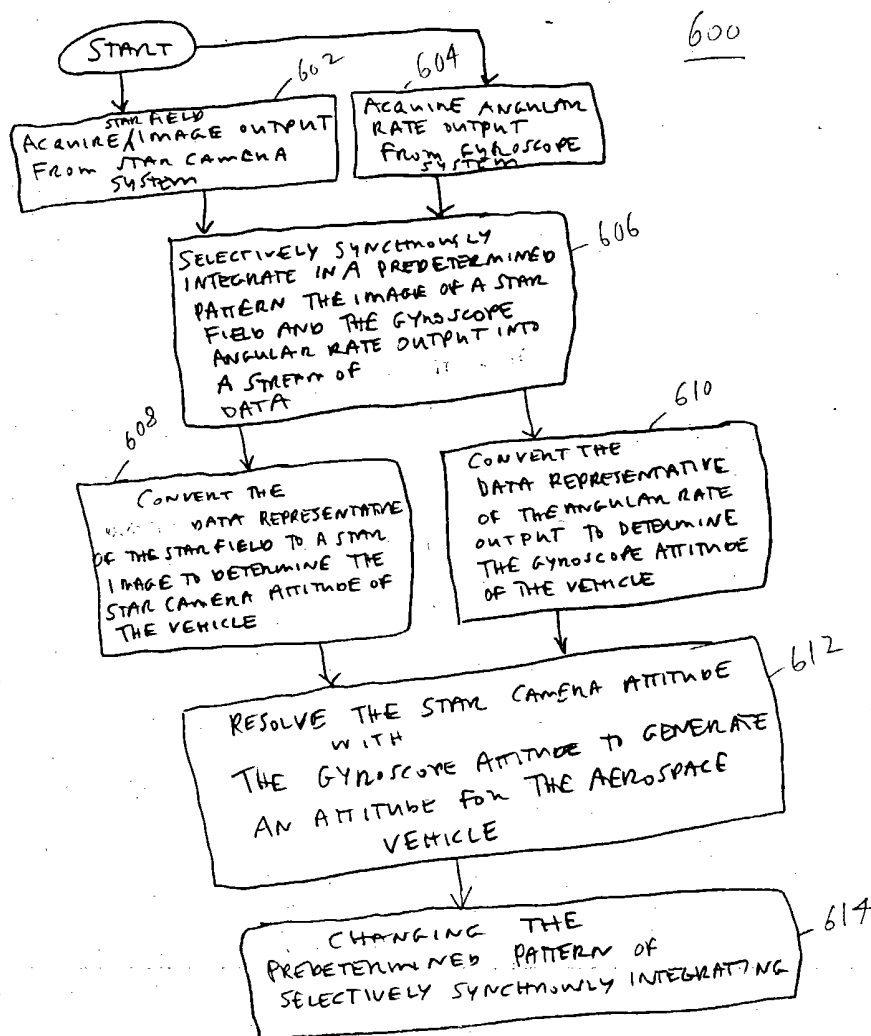 600
START
602
604
STAR FIELD
ACQUIRE IMAGE OUTPUT
FROM STAR CAMERA
SYSTEM
ACQUIRE ANGULAR
RATE OUTPUT
FROM GYROSCOPE
SYSTEM
606
SELECTIVELY SYNCHNOUSLY
INTEGRATE IN A PREDETERMINED
PATTERN THE IMAGE OF A STAR
FIELD AND THE GYROSCOPE
ANGULAR RATE OUTPUT INTO
A STREAM OF
DATA
608
CONVERT THE
DATA REPRESENTATIVE
OF THE STAR FIELD TO A STAR
IMAGE TO DETERMINE THE
STAR CAMERA ATTITUDE OF
THE VEHICLE
610
CONVERT THE
DATA REPRESENTATIVE
OF THE ANGULAR RATE
OUTPUT TO DETERMINE
THE GYROSCOPE ATTITUDE
OF THE VEHICLE
612
RESOLVE THE STAR CAMERA ATTITUDE
WITH
THE GYROSCOPE ATTITUDE TO GENERATE
AN ATTITUDE FOR THE AEROSPACE
VEHICLE
614
CHANGING THE
PREDETERMINED PATTERN OF
SELECTIVELY SYNCHNOWLY INTEGRATING